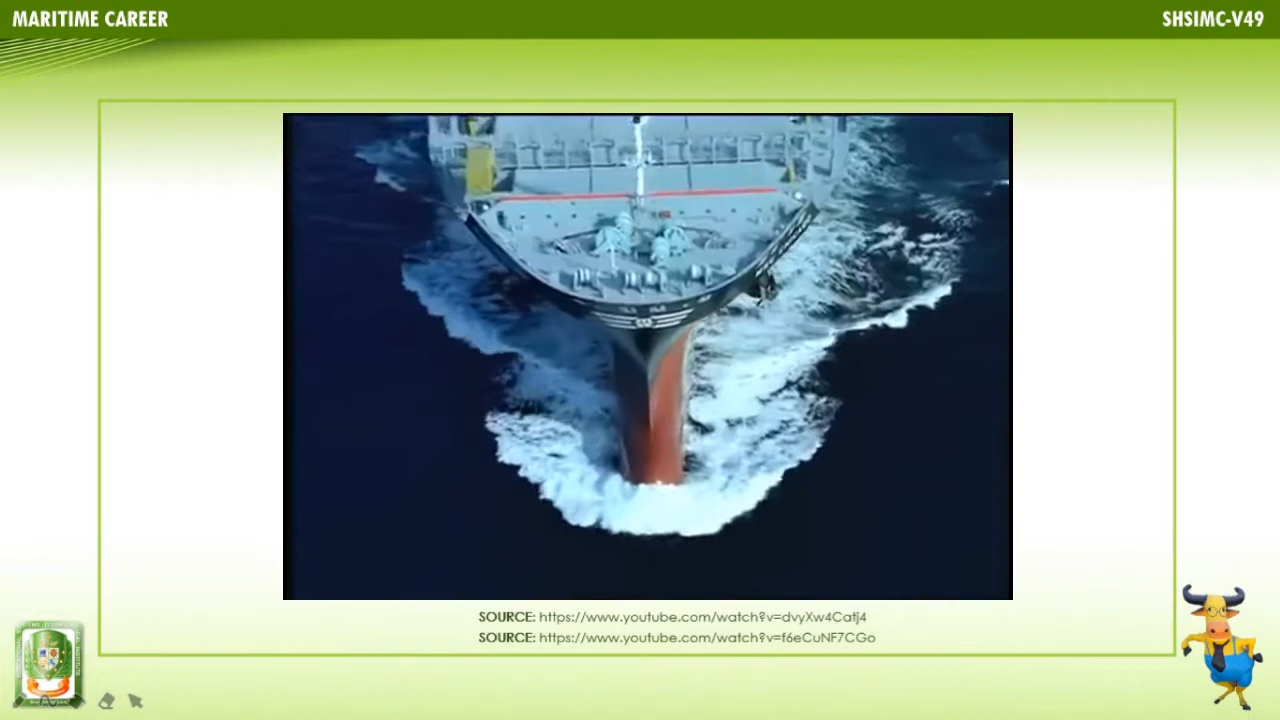 MARITIME CAREER
SHSIMC-V49
SOURCE: https://www.youtube.com/watch?v=dvyXw4Catj4
SOURCE: https://www.youtube.com/watch?v=f6eCuNF7CGo